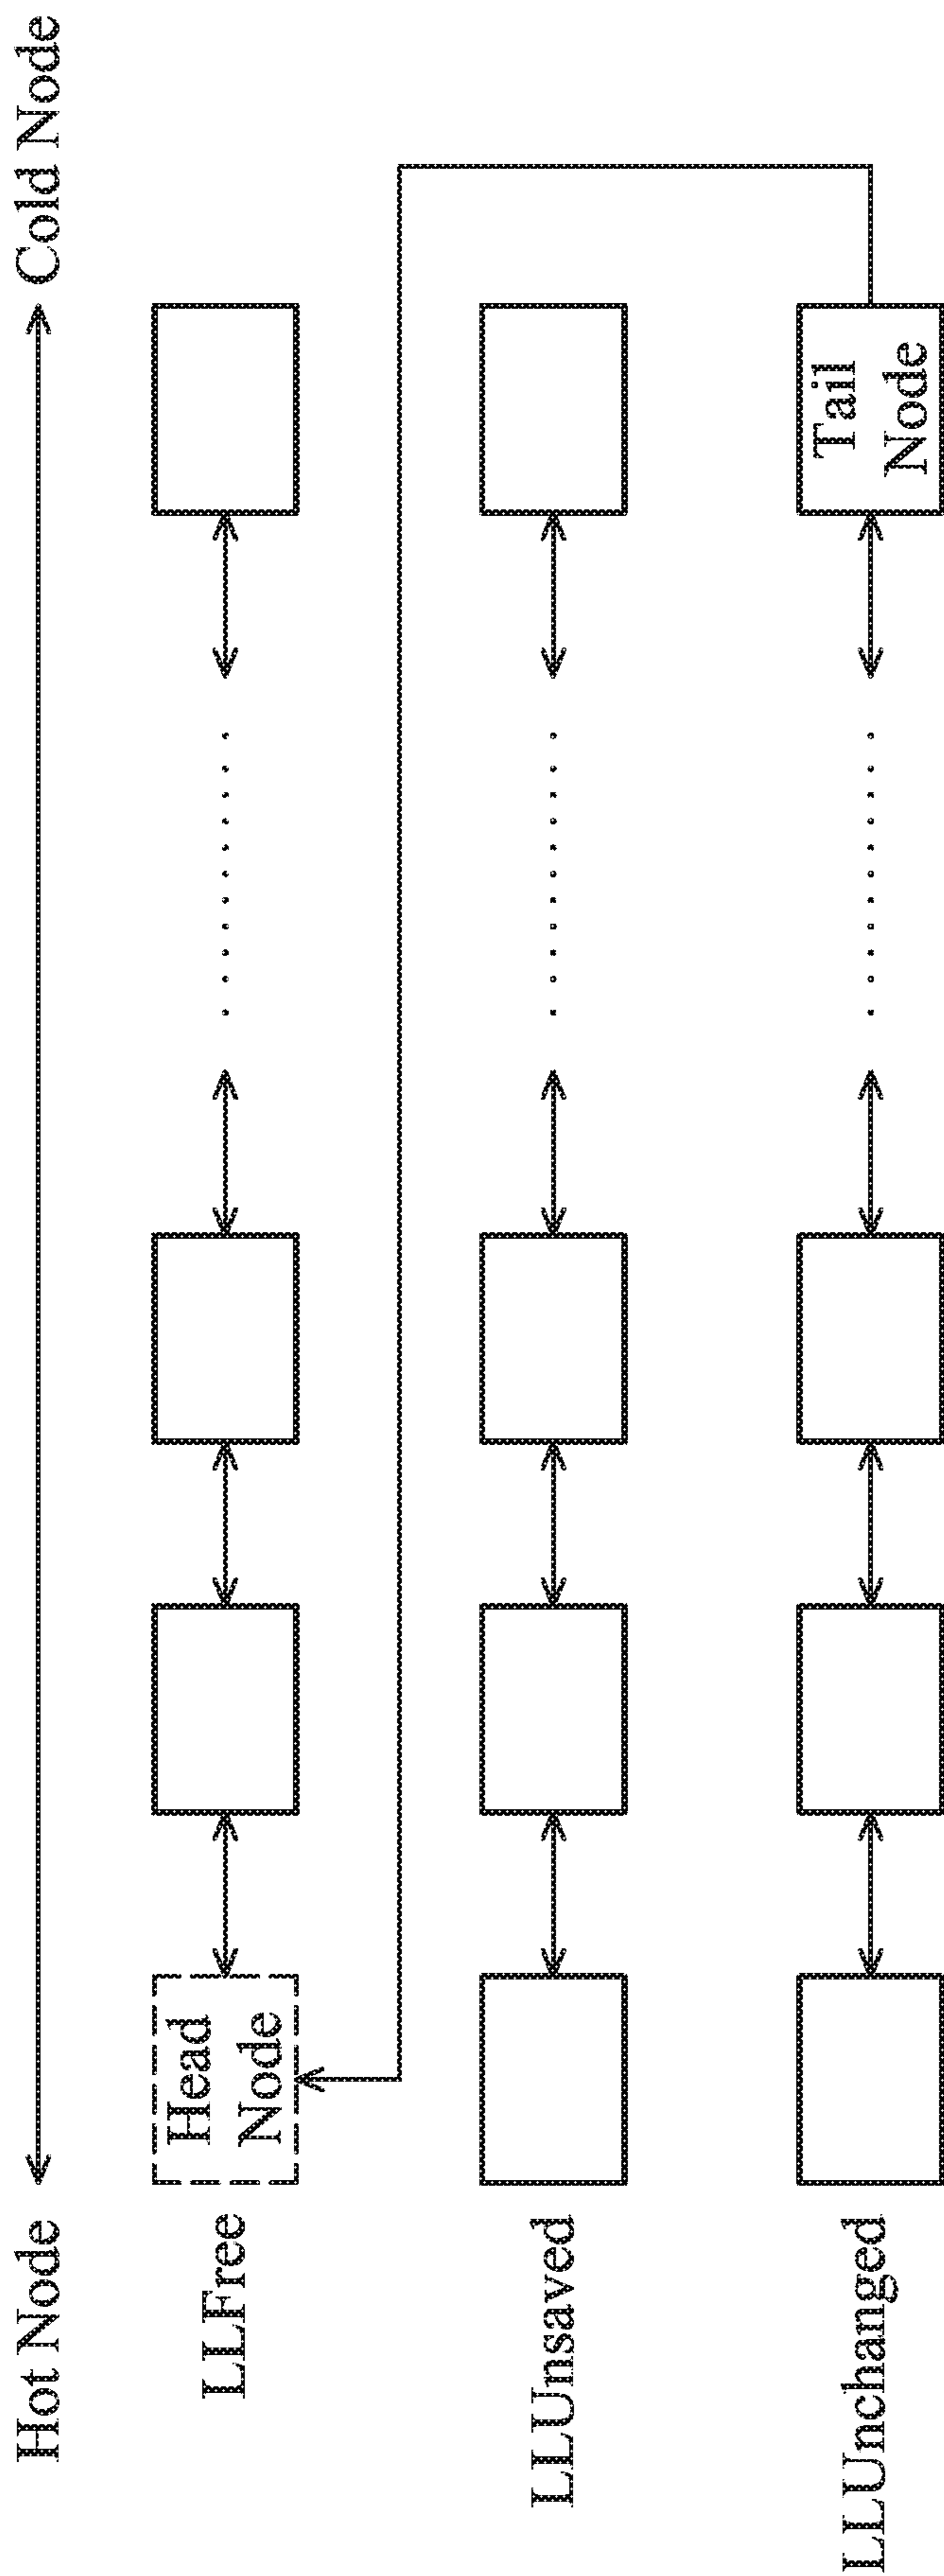 Hot Node
Cold Node
LLFree
Head
Node
LLUnsaved
LLUnchanged
Tail
Node